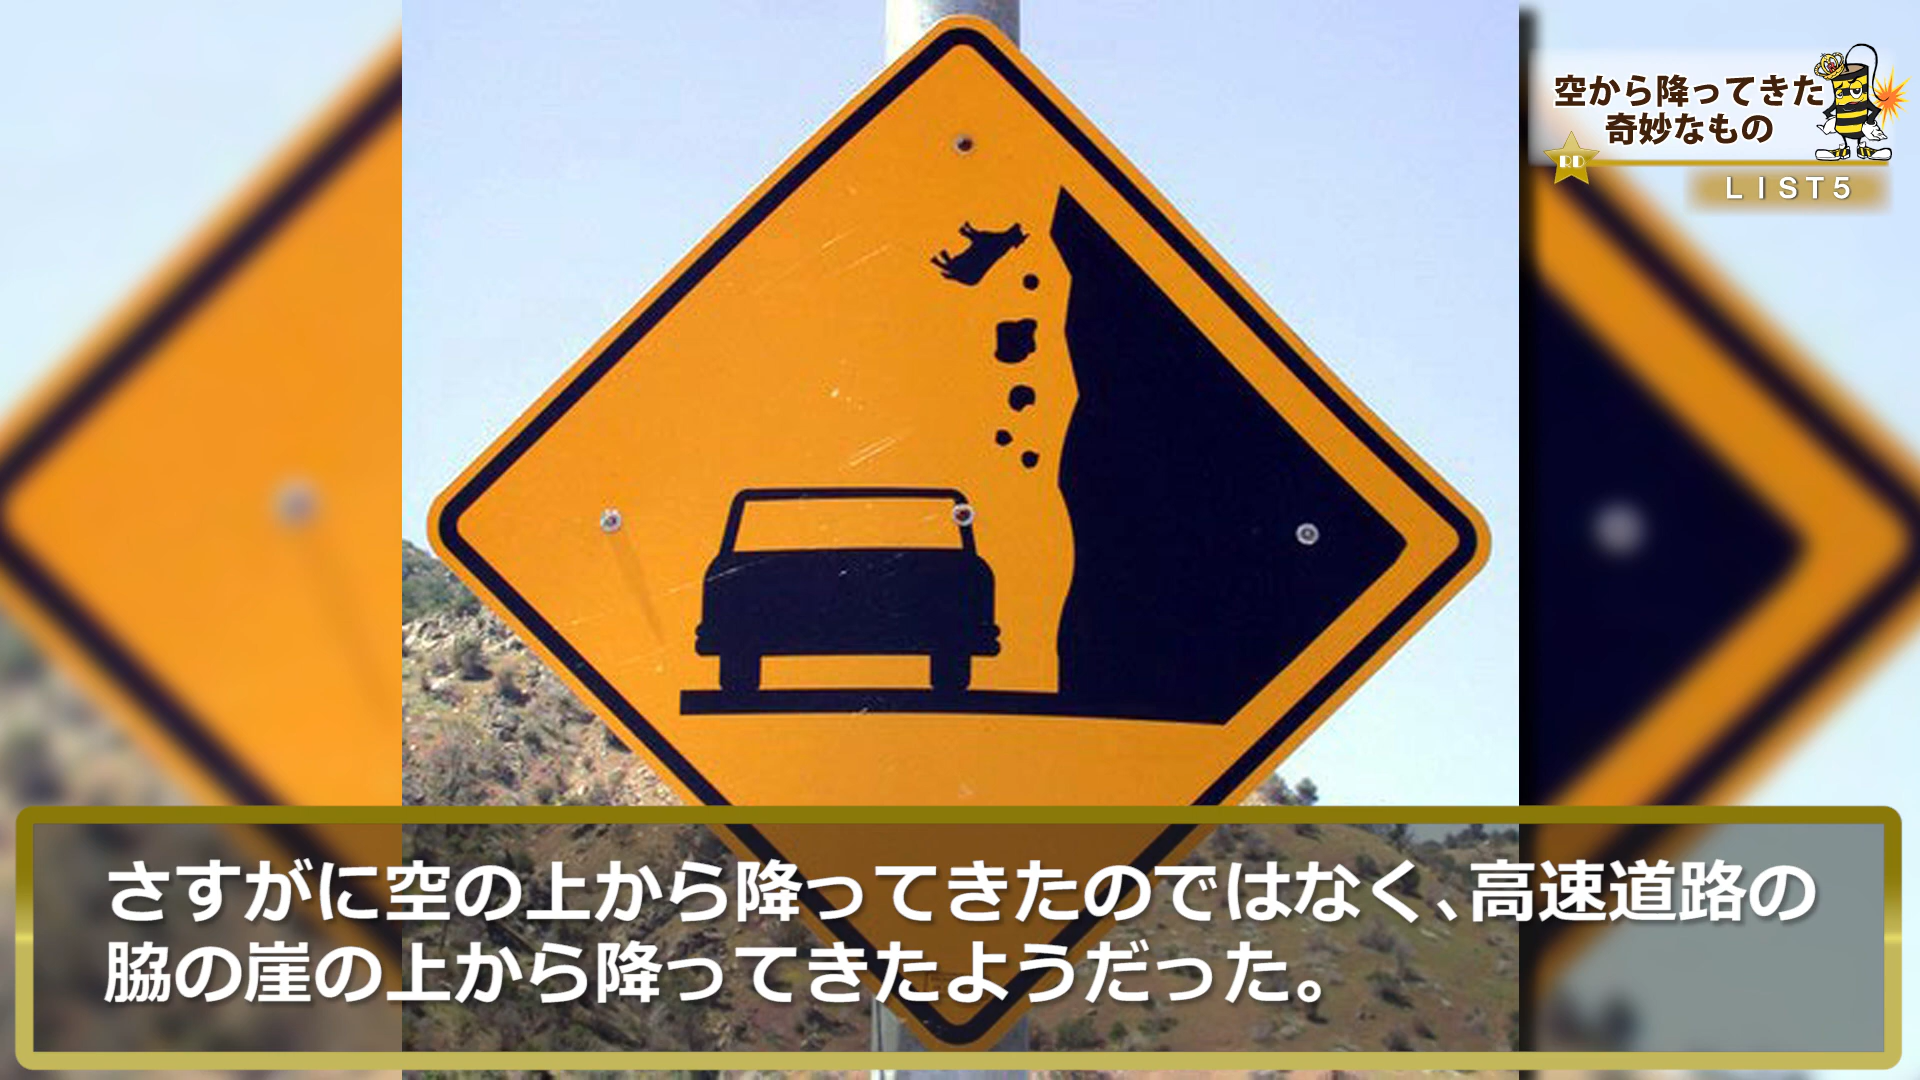 空から降ってきた
奇妙なもの
RD
LIST5
さすがに空の上から降ってきたのではなく、高速道路の
脇の崖の上から降ってきたようだった。